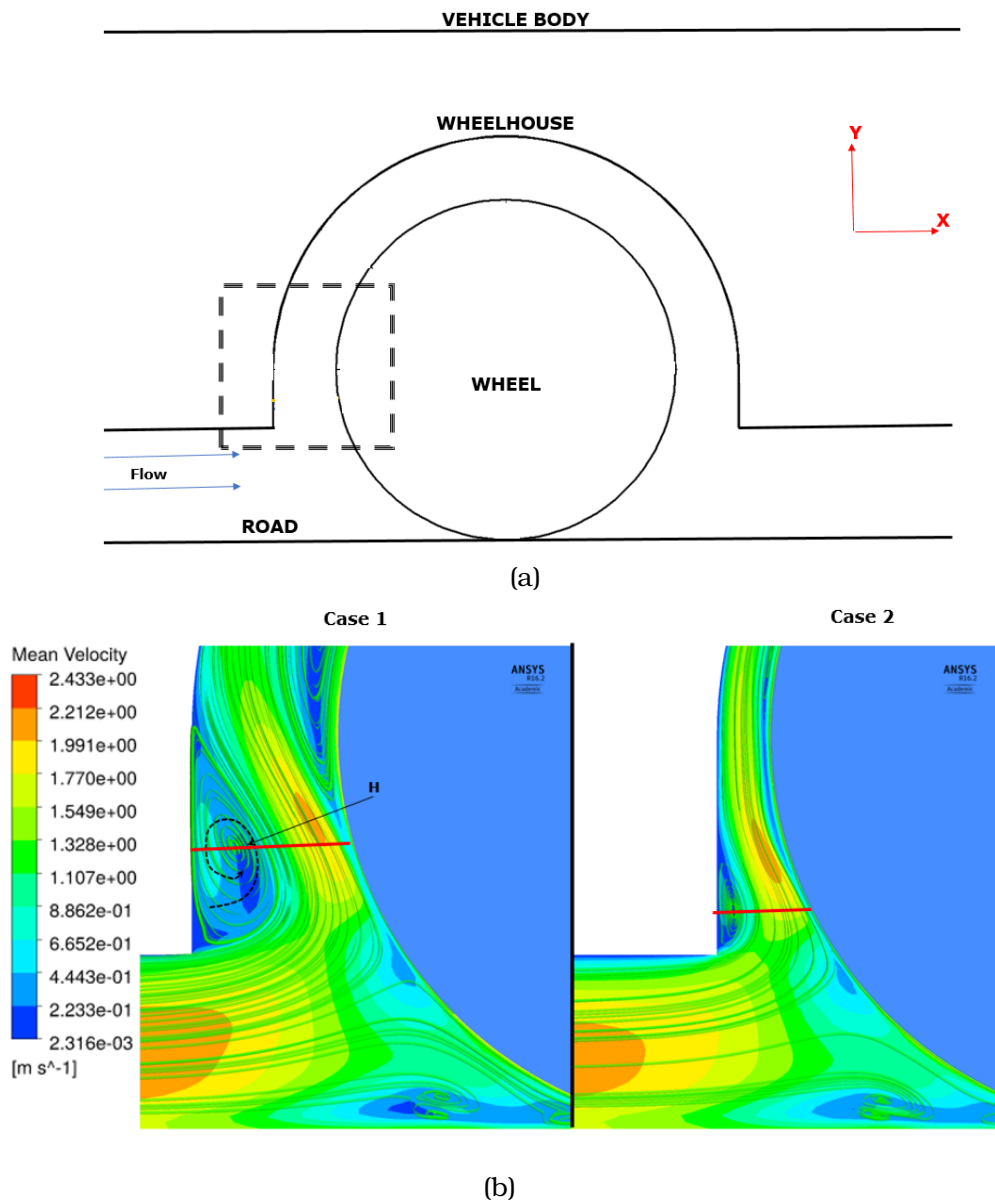 VEHICLE BODY
WHEELHOUSE
Y
X
WHEEL
Flow
ROAD
(a)
Case 1
Case 2
Mean Velocity
2.433e+00
2.212e+00
1.991e+00
1.770e+00
1.549e+00
1.328e+00
1.107e+00
8.862e-01
6.652e-01
4.443e-01
2.233e-01
2.316e-03
[m s^-1]
ANSYS
R16.2
Academic
H
ANSYS
R16.2
Academic
(b)